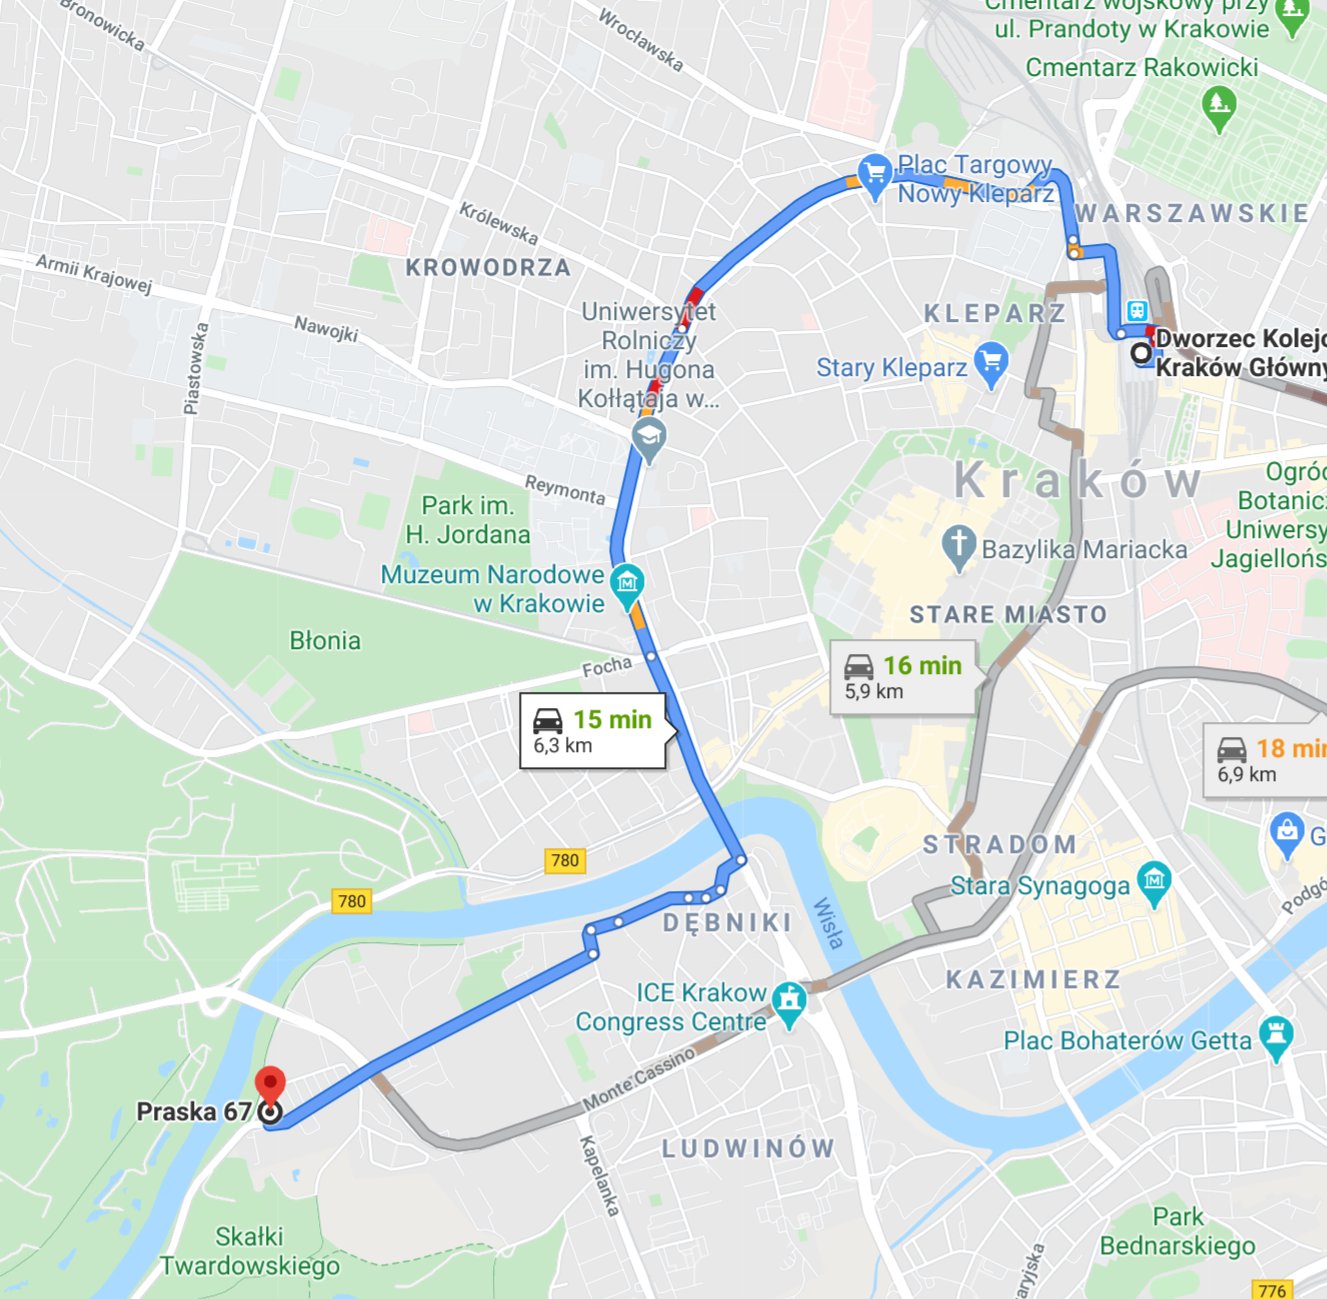 Bronowicka
Wrocławska
Cmentarz wojskowy przy
ul. Prandoty w Krakowie
Cmentarz Rakowicki
Plac Targowy
Nowy Kleparz
WARSZAWSKIE
Królewska
KROWODRZA
Armii Krajowej
Nawojki
Piastowska
Uniwersytet
Rolniczy
im. Hugona
Kołłątaja w...
KLEPARZ
Stary Kleparz
Dworzec Kolejo
Kraków Główny
Reymonta
Kraków
Ogród
Botanicz
Uniwersy
Jagiellońs
Park im.
H. Jordana
Bazylika Mariacka
Muzeum Narodowe
w Krakowie
STARE MIASTO
Błonia
Focha
16 min
5,9 km
15 min
6,3 km
18 min
6,9 km
G
STRADOM
780
780
Stara Synagoga
Podgó
DĘBNIKI
Wisła
KAZIMIERZ
ICE Krakow
Congress Centre
Plac Bohaterów Getta
Monte Cassino
Praska 67
LUDWINÓW
Kapelanka
Skałki
Twardowskiego
Park
Bednarskiego
aryjska
776